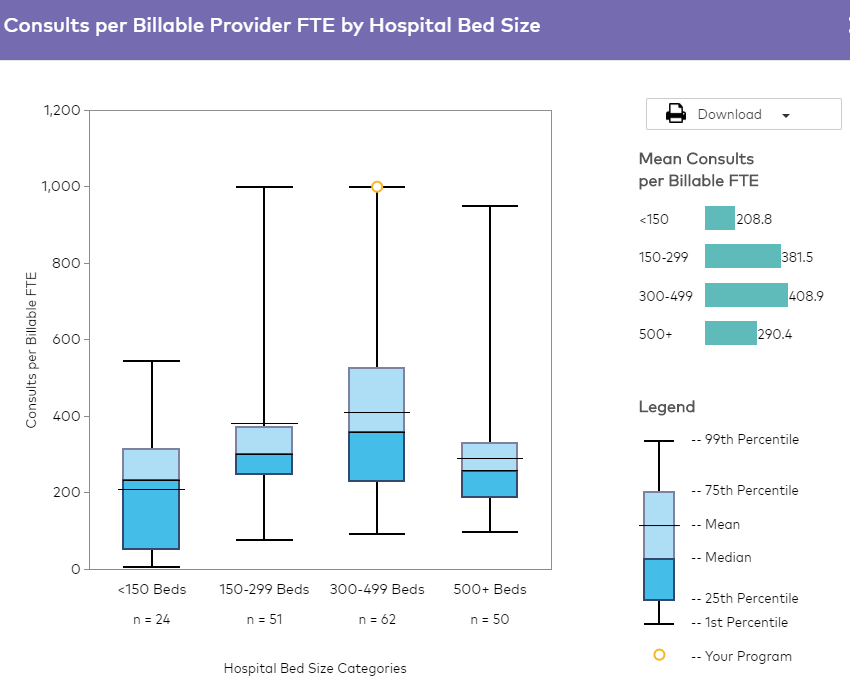 Consults per Billable Provider FTE by Hospital Bed Size
Download
Mean Consults
per Billable FTE
<150 208.8
150-299 381.5
300-499 408.9
500+ 290.4
Consults per Billable FTE
1,200
1,000
800
600
400
200
0
<150 Beds 150-299 Beds 300-499 Beds 500+ Beds
n = 24 n = 51 n = 62 n = 50
Hospital Bed Size Categories
Legend
-- 99th Percentile
-- 75th Percentile
-- Mean
-- Median
-- 25th Percentile
-- 1st Percentile
-- Your Program